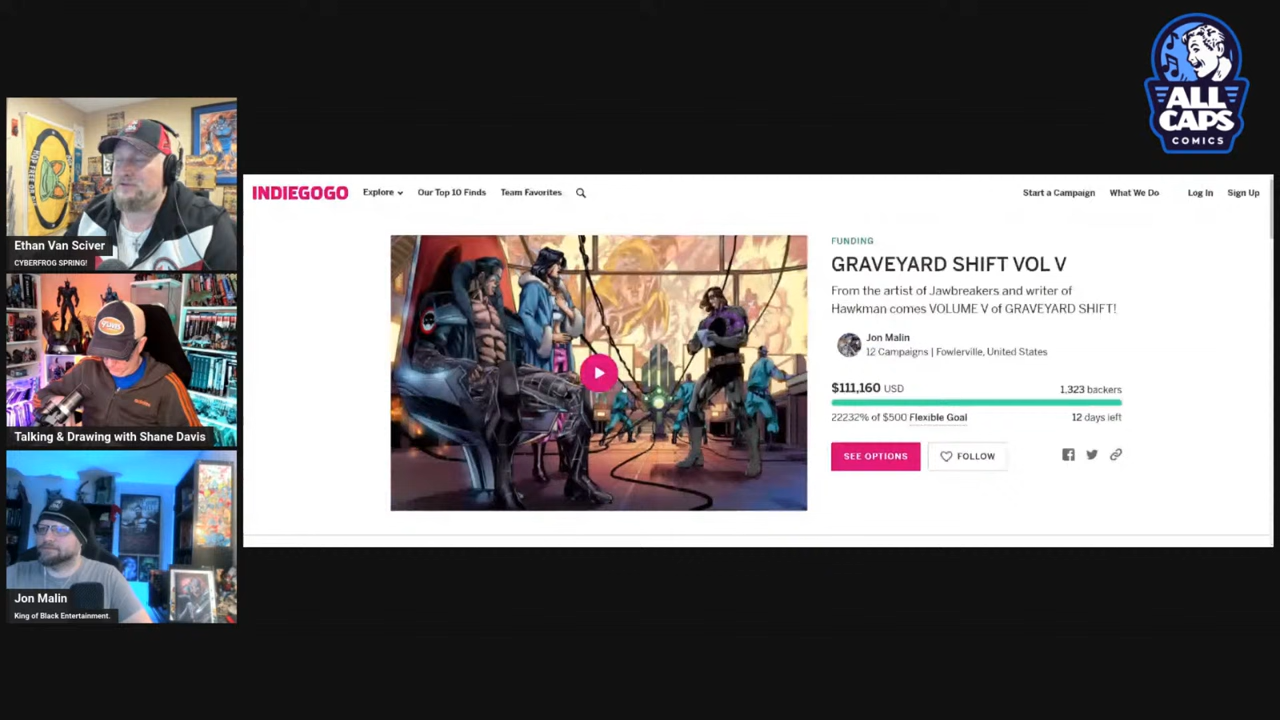 ALL
CAPS
COMICS
Ethan Van Sciver
CYBERFROG SPRING!
Talking & Drawing with Shane Davis
Jon Malin
King of Black Entertainment.
INDIEGOGO
Explore
Our Top 10 Finds
Team Favorites
Start a Campaign
What We Do
Log In
Sign Up
FUNDING
GRAVEYARD SHIFT VOL V
From the artist of Jawbreakers and writer of
Hawkman comes VOLUME V of GRAVEYARD SHIFT!
Jon Malin
12 Campaigns | Fowlerville, United States
$111,160 USD
1,323 backers
22232% of $500 Flexible Goal
12 days left
SEE OPTIONS
FOLLOW